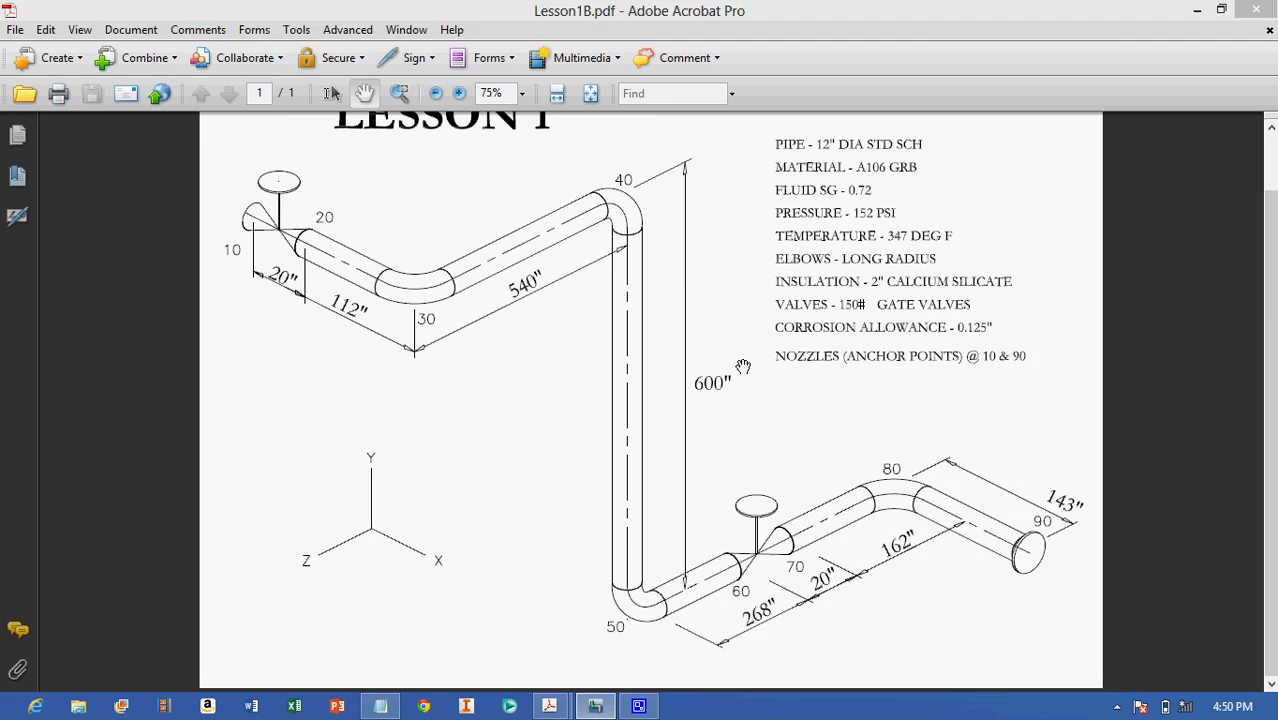 Lesson1B.pdf - Adobe Acrobat Pro
File Edit View Document Comments Forms Tools Advanced Window Help
Create Combine Collaborate Secure Sign Forms Multimedia Comment
1 / 1 75% Find
LESSON 1
PIPE - 12" DIA STD SCH
MATERIAL - A106 GRB
FLUID SG - 0.72
PRESSURE - 152 PSI
TEMPERATURE - 347 DEG F
ELBOWS - LONG RADIUS
INSULATION - 2" CALCIUM SILICATE
VALVES - 150# GATE VALVES
CORROSION ALLOWANCE - 0.125"
NOZZLES (ANCHOR POINTS) @ 10 & 90
40
20
10
20"
112"
540"
30
600"
Y
Z
X
80
143"
90
162"
70
20"
60
268"
50
4:50 PM